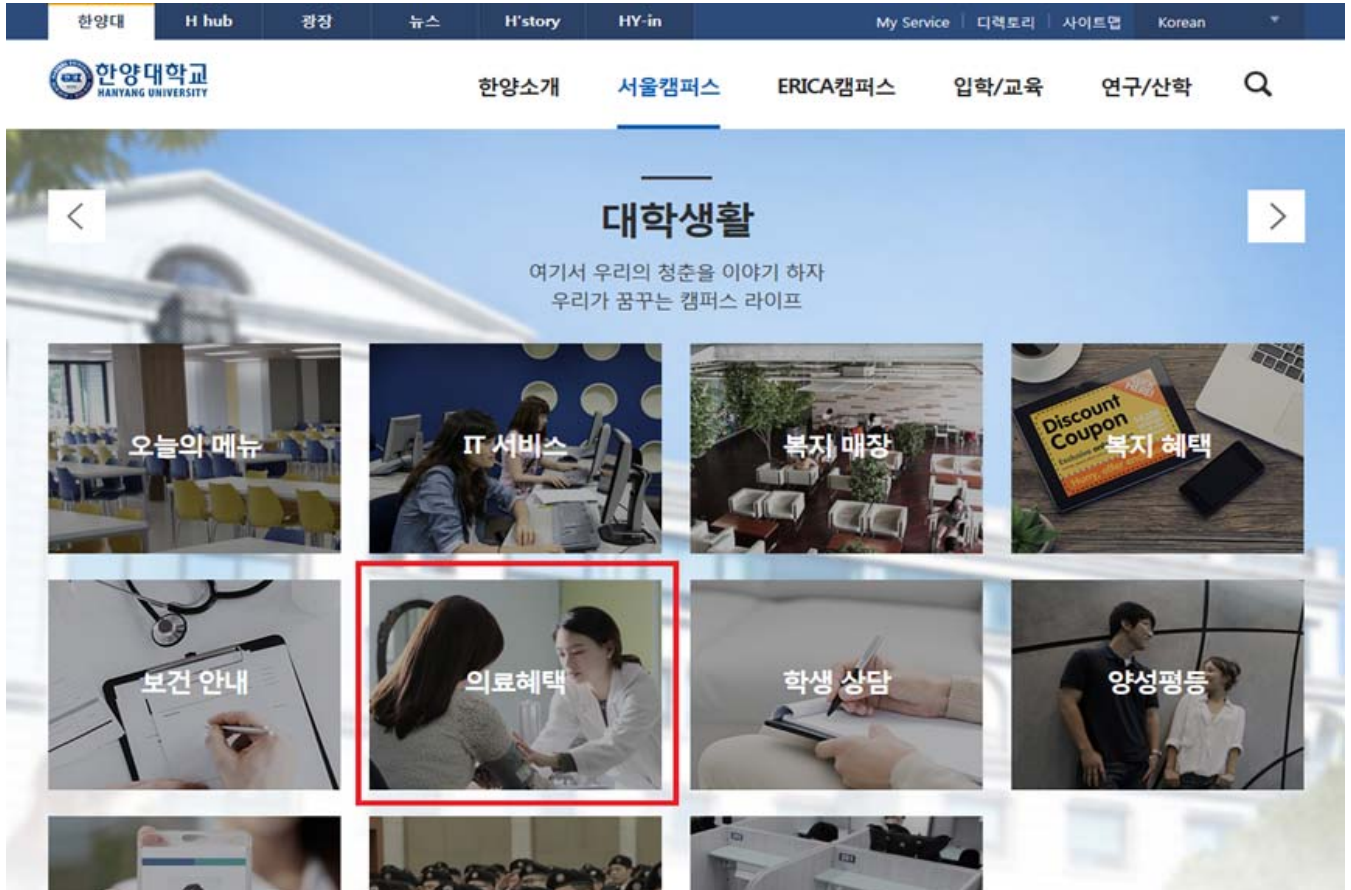 한양대 H hub 광장 뉴스 H'story HY-in My Service 디렉토리 사이트맵 Korean
한양대학교
HANYANG UNIVERSITY
한양소개 서울캠퍼스 ERICA캠퍼스 입학/교육 연구/산학
대학생활
여기서 우리의 청춘을 이야기 하자
우리가 꿈꾸는 캠퍼스 라이프
오늘의 메뉴 IT 서비스 복지 매장 복지 혜택
Discount
Coupon
보건 안내 의료혜택 학생 상담 양성평등